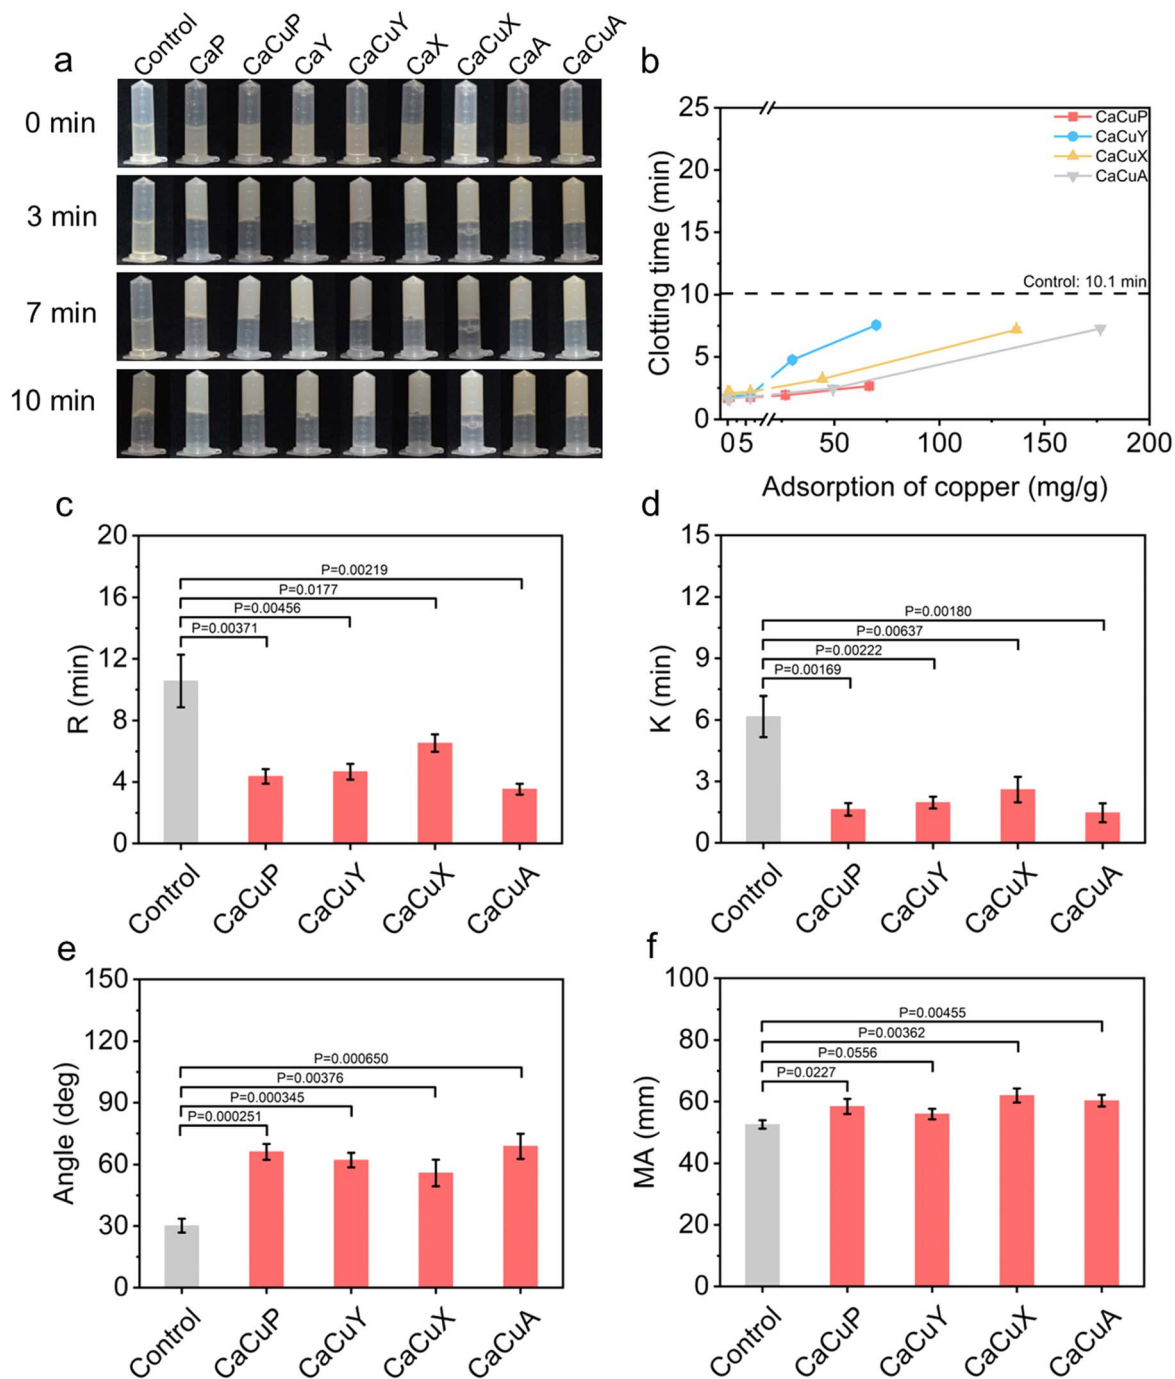 a
Control
CaP
CaCuP
CaY
CaCuY
CaX
CaCuX
CaA
CaCuA
0 min
3 min
7 min
10 min
b
Clotting time (min)
25
20
15
10
5
0
CaCuP
CaCuY
CaCuX
CaCuA
Control: 10.1 min
0 5 50 100 150 200
Adsorption of copper (mg/g)
c
R (min)
20
16
12
8
4
0
P=0.00219
P=0.0177
P=0.00456
P=0.00371
Control
CaCuP
CaCuY
CaCuX
CaCuA
d
K (min)
15
12
9
6
3
0
P=0.00180
P=0.00637
P=0.00222
P=0.00169
Control
CaCuP
CaCuY
CaCuX
CaCuA
e
Angle (deg)
150
120
90
60
30
0
P=0.000650
P=0.00376
P=0.000345
P=0.000251
Control
CaCuP
CaCuY
CaCuX
CaCuA
f
MA (mm)
100
80
60
40
20
0
P=0.00455
P=0.00362
P=0.0556
P=0.0227
Control
CaCuP
CaCuY
CaCuX
CaCuA